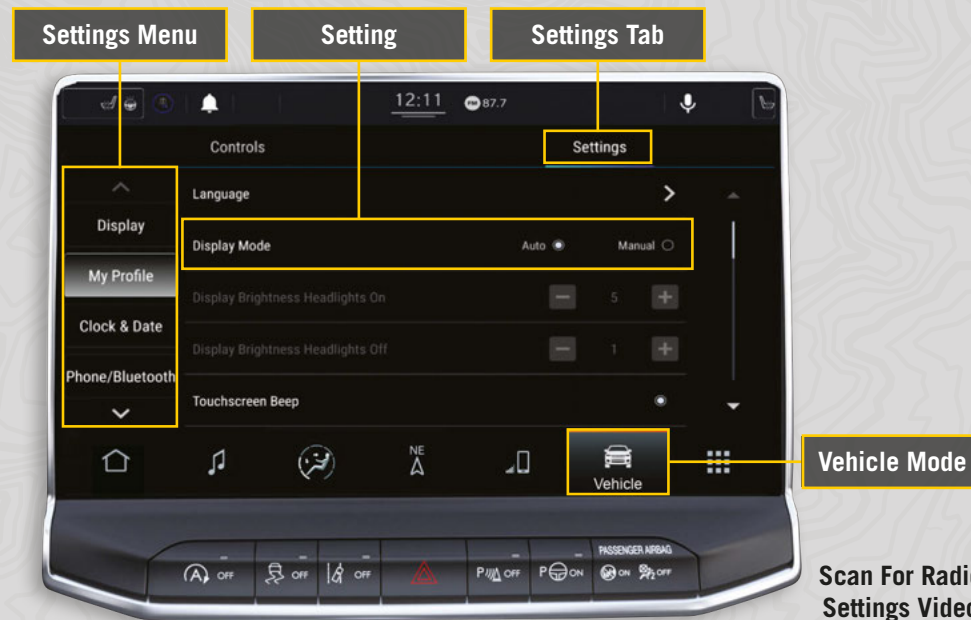 Settings Menu
Setting
Settings Tab
12:11
FM 87.7
Controls
Settings
Language
Display
Display Mode
Auto
Manual
My Profile
Display Brightness Headlights On
5
Clock & Date
Display Brightness Headlights Off
1
Phone/Bluetooth
Touchscreen Beep
NE
Vehicle
Vehicle Mode
PASSENGER AIRBAG
OFF
OFF
OFF
P OFF
P ON
ON
OFF
Scan For
Settings